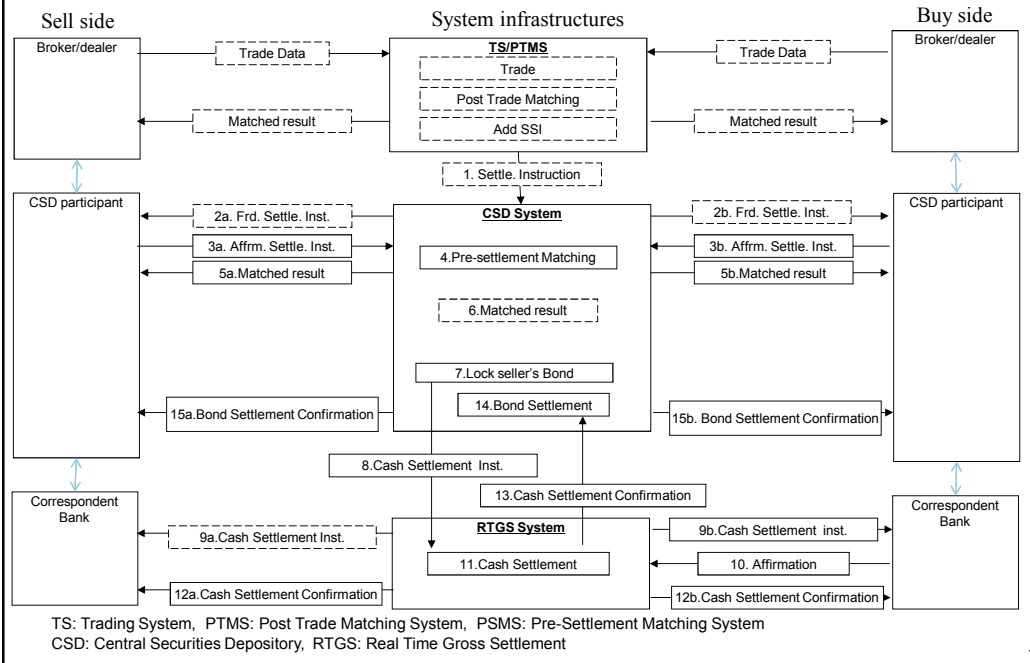 Sell side
System infrastructures
Buy side
Broker/dealer
Trade Data
TS/PTMS
Trade
Post Trade Matching
Add SSI
Trade Data
Broker/dealer
Matched result
Matched result
1. Settle. Instruction
CSD participant
2a. Frd. Settle. Inst.
3a. Affrm. Settle. Inst.
5a.Matched result
CSD System
4.Pre-settlement Matching
6.Matched result
7.Lock seller's Bond
14.Bond Settlement
2b. Frd. Settle. Inst.
3b. Affrm. Settle. Inst.
5b.Matched result
CSD participant
15a.Bond Settlement Confirmation
15b. Bond Settlement Confirmation
8.Cash Settlement Inst.
13.Cash Settlement Confirmation
Correspondent
Bank
9a.Cash Settlement Inst.
RTGS System
11.Cash Settlement
9b.Cash Settlement inst.
10. Affirmation
Correspondent
Bank
12a.Cash Settlement Confirmation
12b.Cash Settlement Confirmation
TS: Trading System, PTMS: Post Trade Matching System, PSMS: Pre-Settlement Matching System
CSD: Central Securities Depository, RTGS: Real Time Gross Settlement